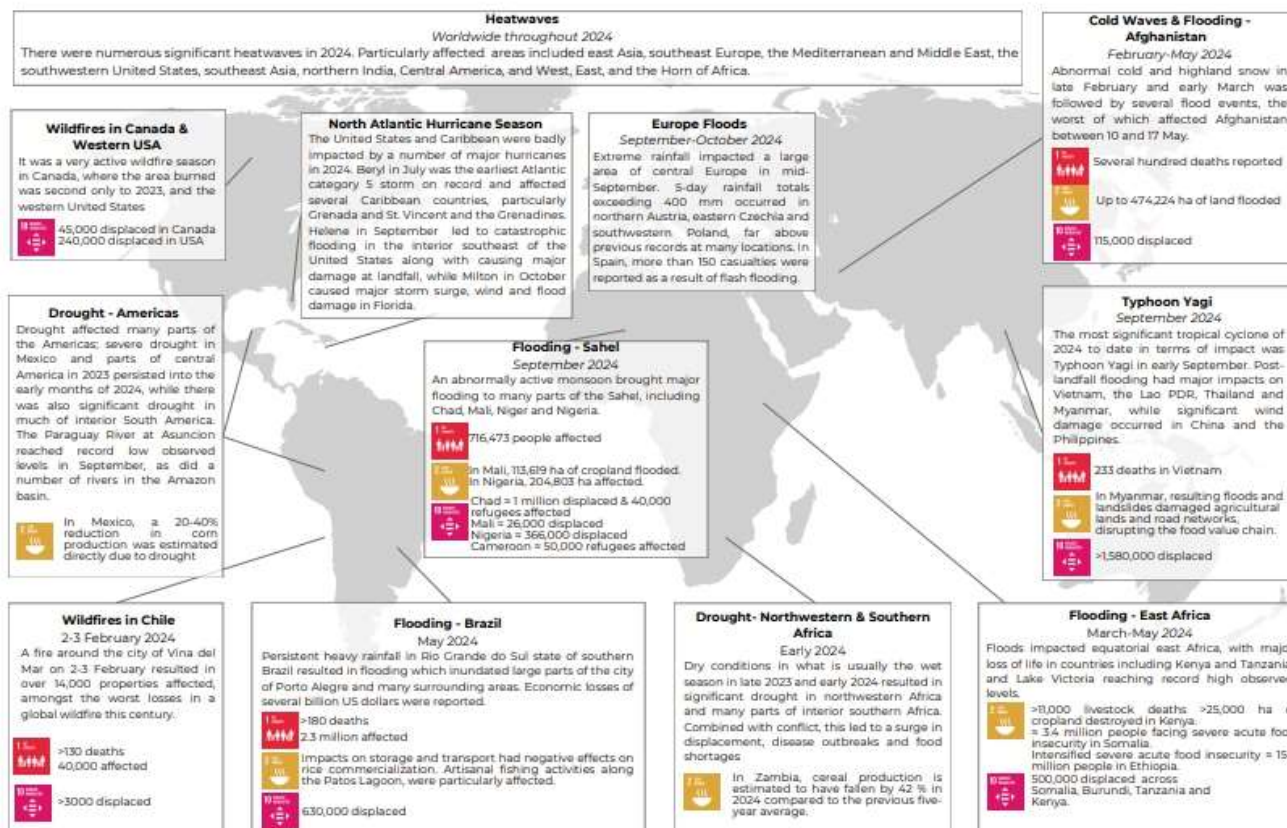 Heatwaves
Worldwide throughout 2024
There were numerous significant heatwaves in 2024. Particularly affected areas included east Asia, southeast Europe, the Mediterranean and Middle East, the
southwestern United States, southeast Asia, northern India, Central America, and West, East, and the Horn of Africa.
Cold Waves & Flooding -
Afghanistan
February-May 2024
Abnormal cold and highland snow in
late February and early March was
followed by several flood events, the
worst of which affected Afghanistan
between 10 and 17 May.
Several hundred deaths reported
Up to 474,224 ha of land flooded
115,000 displaced
Wildfires in Canada &
Western USA
It was a very active wildfire season
in Canada, where the area burned
was second only to 2023, and the
western United States
45,000 displaced in Canada
240,000 displaced in USA
North Atlantic Hurricane Season
The United States and Caribbean were badly
impacted by a number of major hurricanes
in 2024. Beryl in July was the earliest Atlantic
category 5 storm on record and affected
several Caribbean countries, particularly
Grenada and St. Vincent and the Grenadines.
Helene in September led to catastrophic
flooding in the interior southeast of the
United States along with causing major
damage at landfall, while Milton in October
caused major storm surge, wind and flood
damage in Florida.
Europe Floods
September-October 2024
Extreme rainfall impacted a large
area of central Europe in mid-
September. 5-day rainfall totals
exceeding 400 mm occurred in
northern Austria, eastern Czechia and
southwestern Poland, far above
previous records at many locations. In
Spain, more than 150 casualties were
reported as a result of flash flooding.
Drought - Americas
Drought affected many parts of
the Americas; severe drought in
Mexico and parts of central
America in 2023 persisted into the
early months of 2024, while there
was also significant drought in
much of interior South America.
The Paraguay River at Asuncion
reached record low observed
levels in September, as did a
number of rivers in the Amazon
basin.
In Mexico, a 20-40%
reduction in corn
production was estimated
directly due to drought
Flooding - Sahel
September 2024
An abnormally active monsoon brought major
flooding to many parts of the Sahel, including
Chad, Mali, Niger and Nigeria.
716,473 people affected
In Mali, 113,619 ha of cropland flooded.
In Nigeria, 204,803 ha affected.
Chad ≈ 1 million displaced & 40,000
refugees affected
Mali ≈ 26,000 displaced
Nigeria ≈ 366,000 displaced
Cameroon ≈ 50,000 refugees affected
Typhoon Yagi
September 2024
The most significant tropical cyclone of
2024 to date in terms of impact was
Typhoon Yagi in early September. Post-
landfall flooding had major impacts on
Vietnam, the Lao PDR, Thailand and
Myanmar, while significant wind
damage occurred in China and the
Philippines.
233 deaths in Vietnam
In Myanmar, resulting floods and
landslides damaged agricultural
lands and road networks,
disrupting the food value chain.
>1,580,000 displaced
Wildfires in Chile
2-3 February 2024
A fire around the city of Vina del
Mar on 2-3 February resulted in
over 14,000 properties affected,
amongst the worst losses in a
global wildfire this century.
>130 deaths
40,000 affected
>3000 displaced
Flooding - Brazil
May 2024
Persistent heavy rainfall in Rio Grande do Sul state of southern
Brazil resulted in flooding which inundated large parts of the city
of Porto Alegre and many surrounding areas. Economic losses of
several billion US dollars were reported.
>180 deaths
2.3 million affected
Impacts on storage and transport had negative effects on
rice commercialization. Artisanal fishing activities along
the Patos Lagoon, were particularly affected.
630,000 displaced
Drought- Northwestern & Southern
Africa
Early 2024
Dry conditions in what is usually the wet
season in late 2023 and early 2024 resulted in
significant drought in northwestern Africa
and many parts of interior southern Africa.
Combined with conflict, this led to a surge in
displacement, disease outbreaks and food
shortages
In Zambia, cereal production is
estimated to have fallen by 42 % in
2024 compared to the previous five-
year average.
Flooding - East Africa
March-May 2024
Floods impacted equatorial east Africa, with major
loss of life in countries including Kenya and Tanzania
and Lake Victoria reaching record high observed
levels.
>11,000 livestock deaths >25,000 ha
cropland destroyed in Kenya.
≈ 3.4 million people facing severe acute foo
insecurity in Somalia.
Intensified severe acute food insecurity ≈ 15
million people in Ethiopia.
500,000 displaced across
Somalia, Burundi, Tanzania and
Kenya.